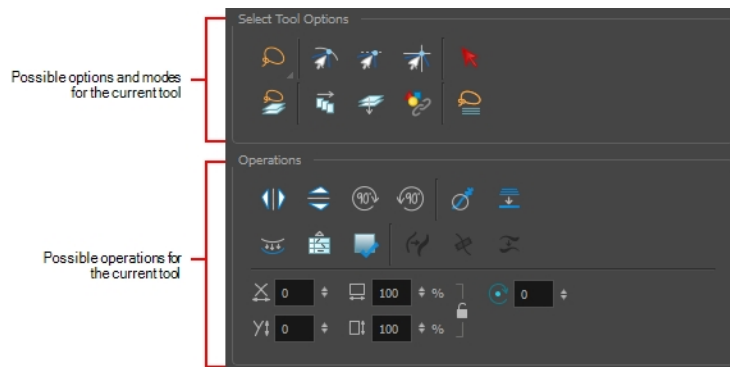 Select Tool Options
Possible options and modes
for the current tool
Operations
90°
90°
Possible operations for
the current tool
X 0 100 % 0
Y 0 100 %